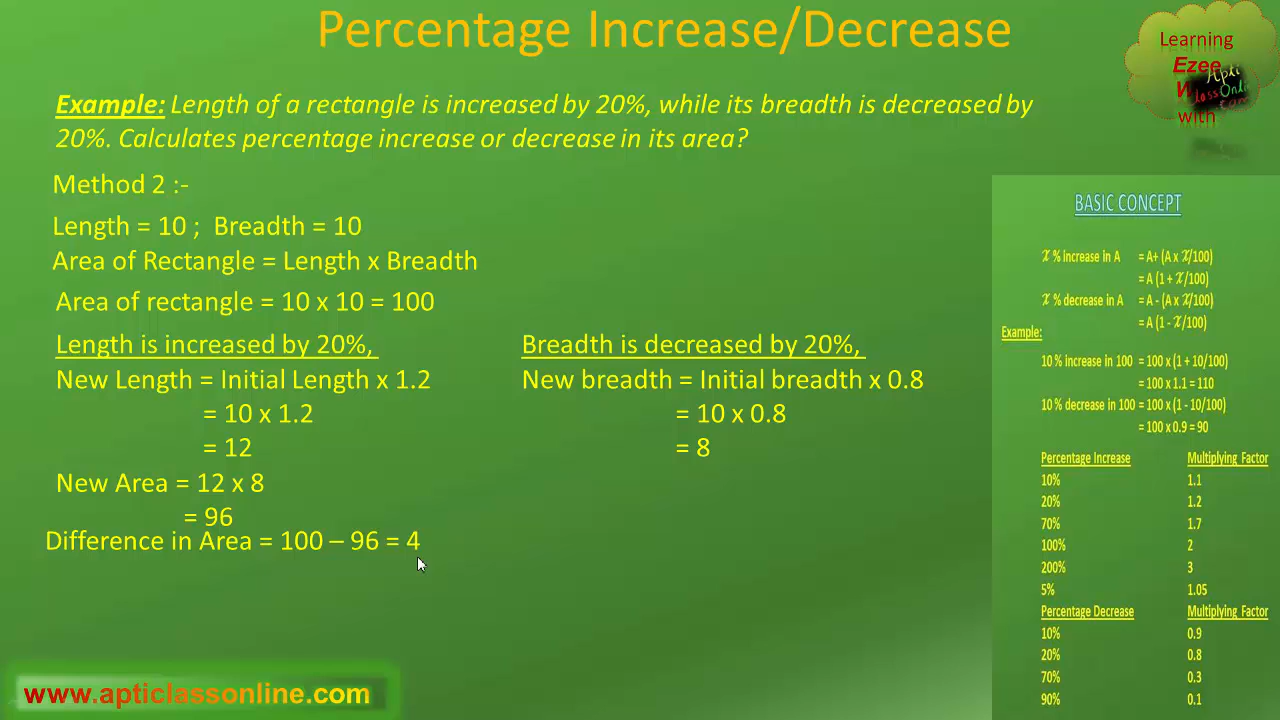 Percentage Increase/Decrease
Learning
Ezee
with
Example: Length of a rectangle is increased by 20%, while its breadth is decreased by
20%. Calculates percentage increase or decrease in its area?
Method 2 :-
Length = 10 ; Breadth = 10
Area of Rectangle = Length x Breadth
Area of rectangle = 10 x 10 = 100
Length is increased by 20%,
New Length = Initial Length x 1.2
= 10 x 1.2
= 12
Breadth is decreased by 20%,
New breadth = Initial breadth x 0.8
= 10 x 0.8
= 8
New Area = 12 x 8
= 96
Difference in Area = 100 – 96 = 4
www.apticlassonline.com
BASIC CONCEPT
𝑥 % increase in A = A+ (A x 𝑥/100)
= A (1 + 𝑥/100)
𝑥 % decrease in A = A - (A x 𝑥/100)
= A (1 - 𝑥/100)
Example:
10 % increase in 100 = 100 x (1 + 10/100)
= 100 x 1.1 = 110
10 % decrease in 100 = 100 x (1 - 10/100)
= 100 x 0.9 = 90
Percentage Increase Multiplying Factor
10% 1.1
20% 1.2
70% 1.7
100% 2
200% 3
5% 1.05
Percentage Decrease Multiplying Factor
10% 0.9
20% 0.8
70% 0.3
90% 0.1